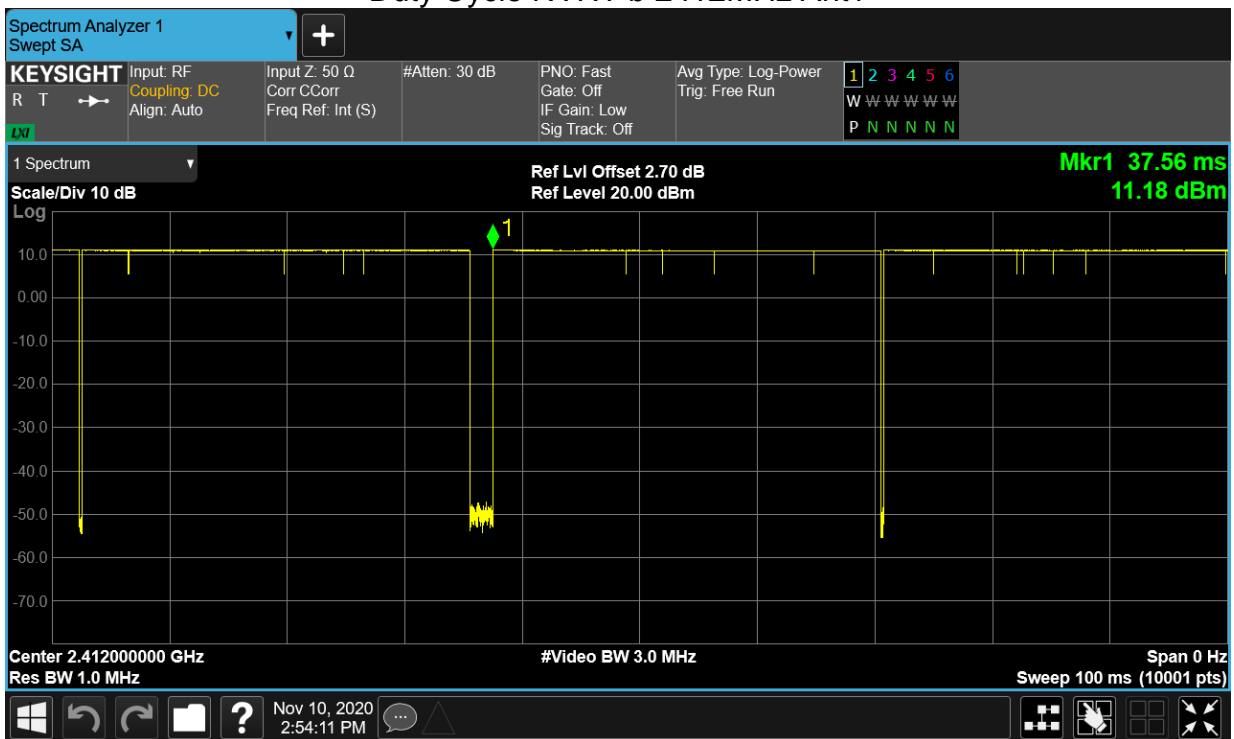 Spectrum Analyzer 1
Swept SA
+
KEYSIGHT
R T
LXI
Input: RF
Coupling: DC
Align: Auto
Input Z: 50 Ω
Corr CCorr
Freq Ref: Int (S)
#Atten: 30 dB
PNO: Fast
Gate: Off
IF Gain: Low
Sig Track: Off
Avg Type: Log-Power
Trig: Free Run
1 2 3 4 5 6
W W W W W W
P N N N N N
1 Spectrum
Scale/Div 10 dB
Ref Lvl Offset 2.70 dB
Ref Level 20.00 dBm
Mkr1 37.56 ms
11.18 dBm
Log
1
10.0
0.00
-10.0
-20.0
-30.0
-40.0
-50.0
-60.0
-70.0
Center 2.412000000 GHz
#Video BW 3.0 MHz
Span 0 Hz
Res BW 1.0 MHz
Sweep 100 ms (10001 pts)
?
Nov 10, 2020
2:54:11 PM